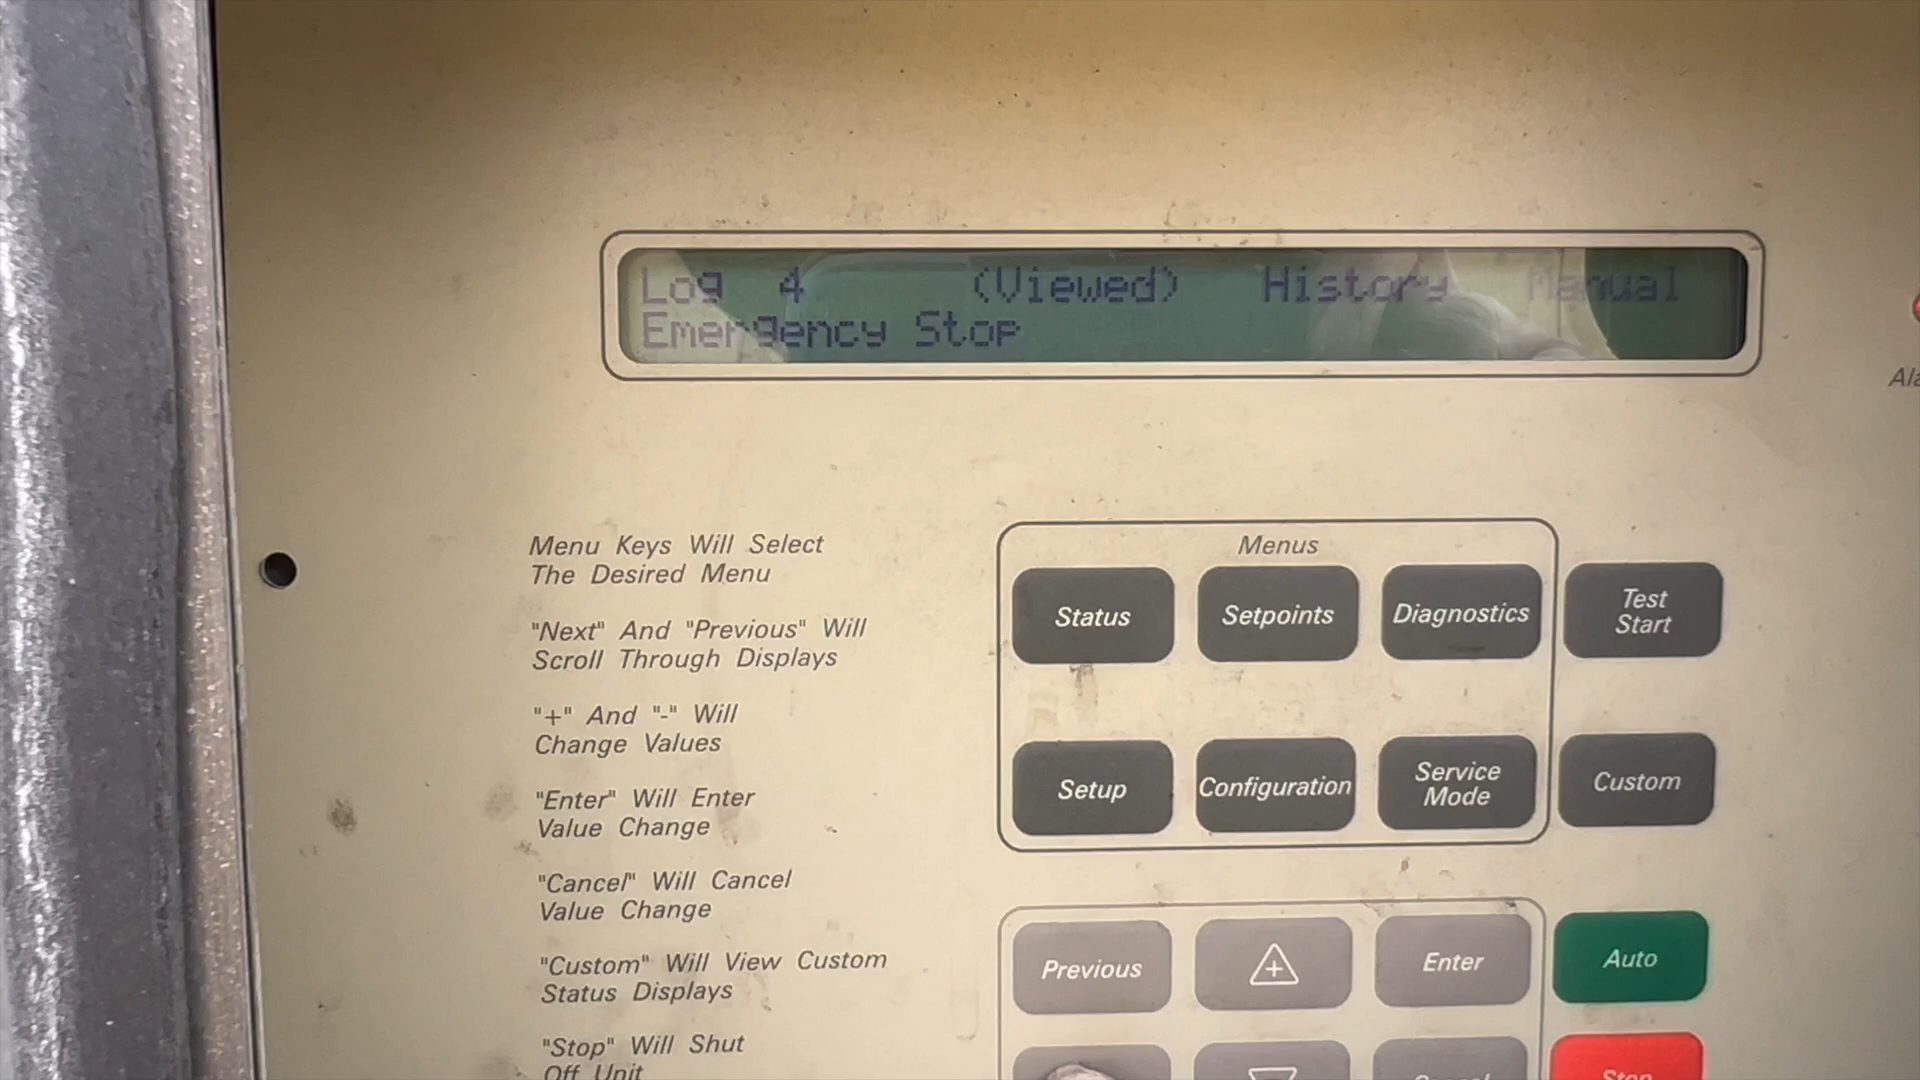 Log 4 (Viewed) History Manual
Emergency Stop
Menu Keys Will Select
The Desired Menu
"Next" And "Previous" Will
Scroll Through Displays
"+" And "-" Will
Change Values
"Enter" Will Enter
Value Change
"Cancel" Will Cancel
Value Change
"Custom" Will View Custom
Status Displays
"Stop" Will Shut
Off Unit
Menus
Status
Setpoints
Diagnostics
Test
Start
Setup
Configuration
Service
Mode
Custom
Previous
+
Enter
Auto
Cancel
Stop